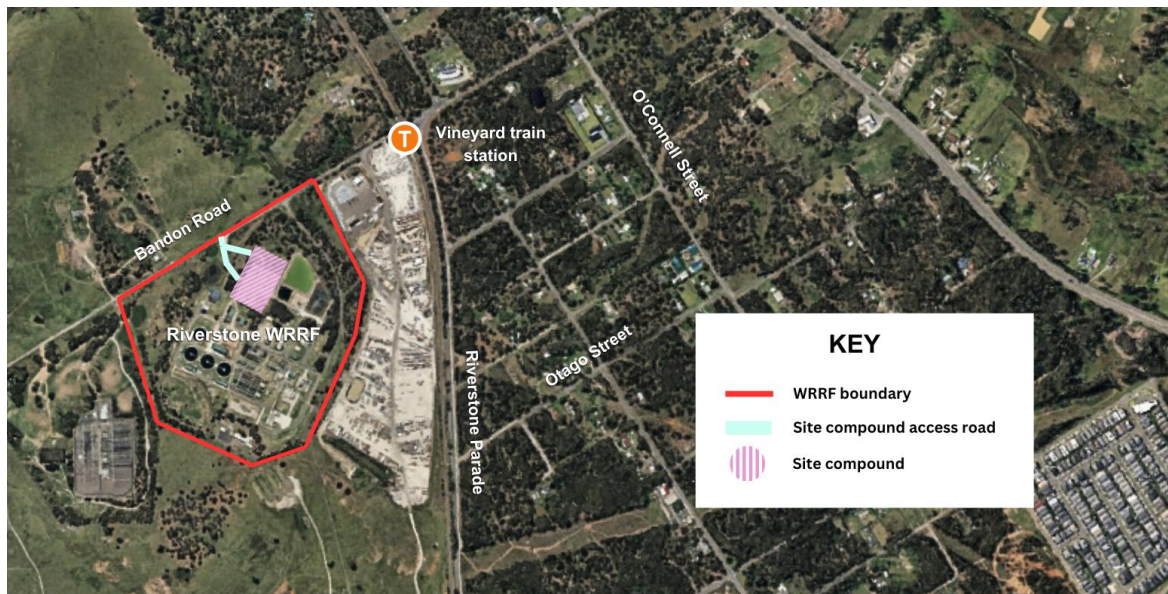 T
Vineyard train
station
O'Connell Street
Bandon Road
Riverstone WRRF
Otago Street
Riverstone Parade
KEY
WRRF boundary
Site compound access road
Site compound